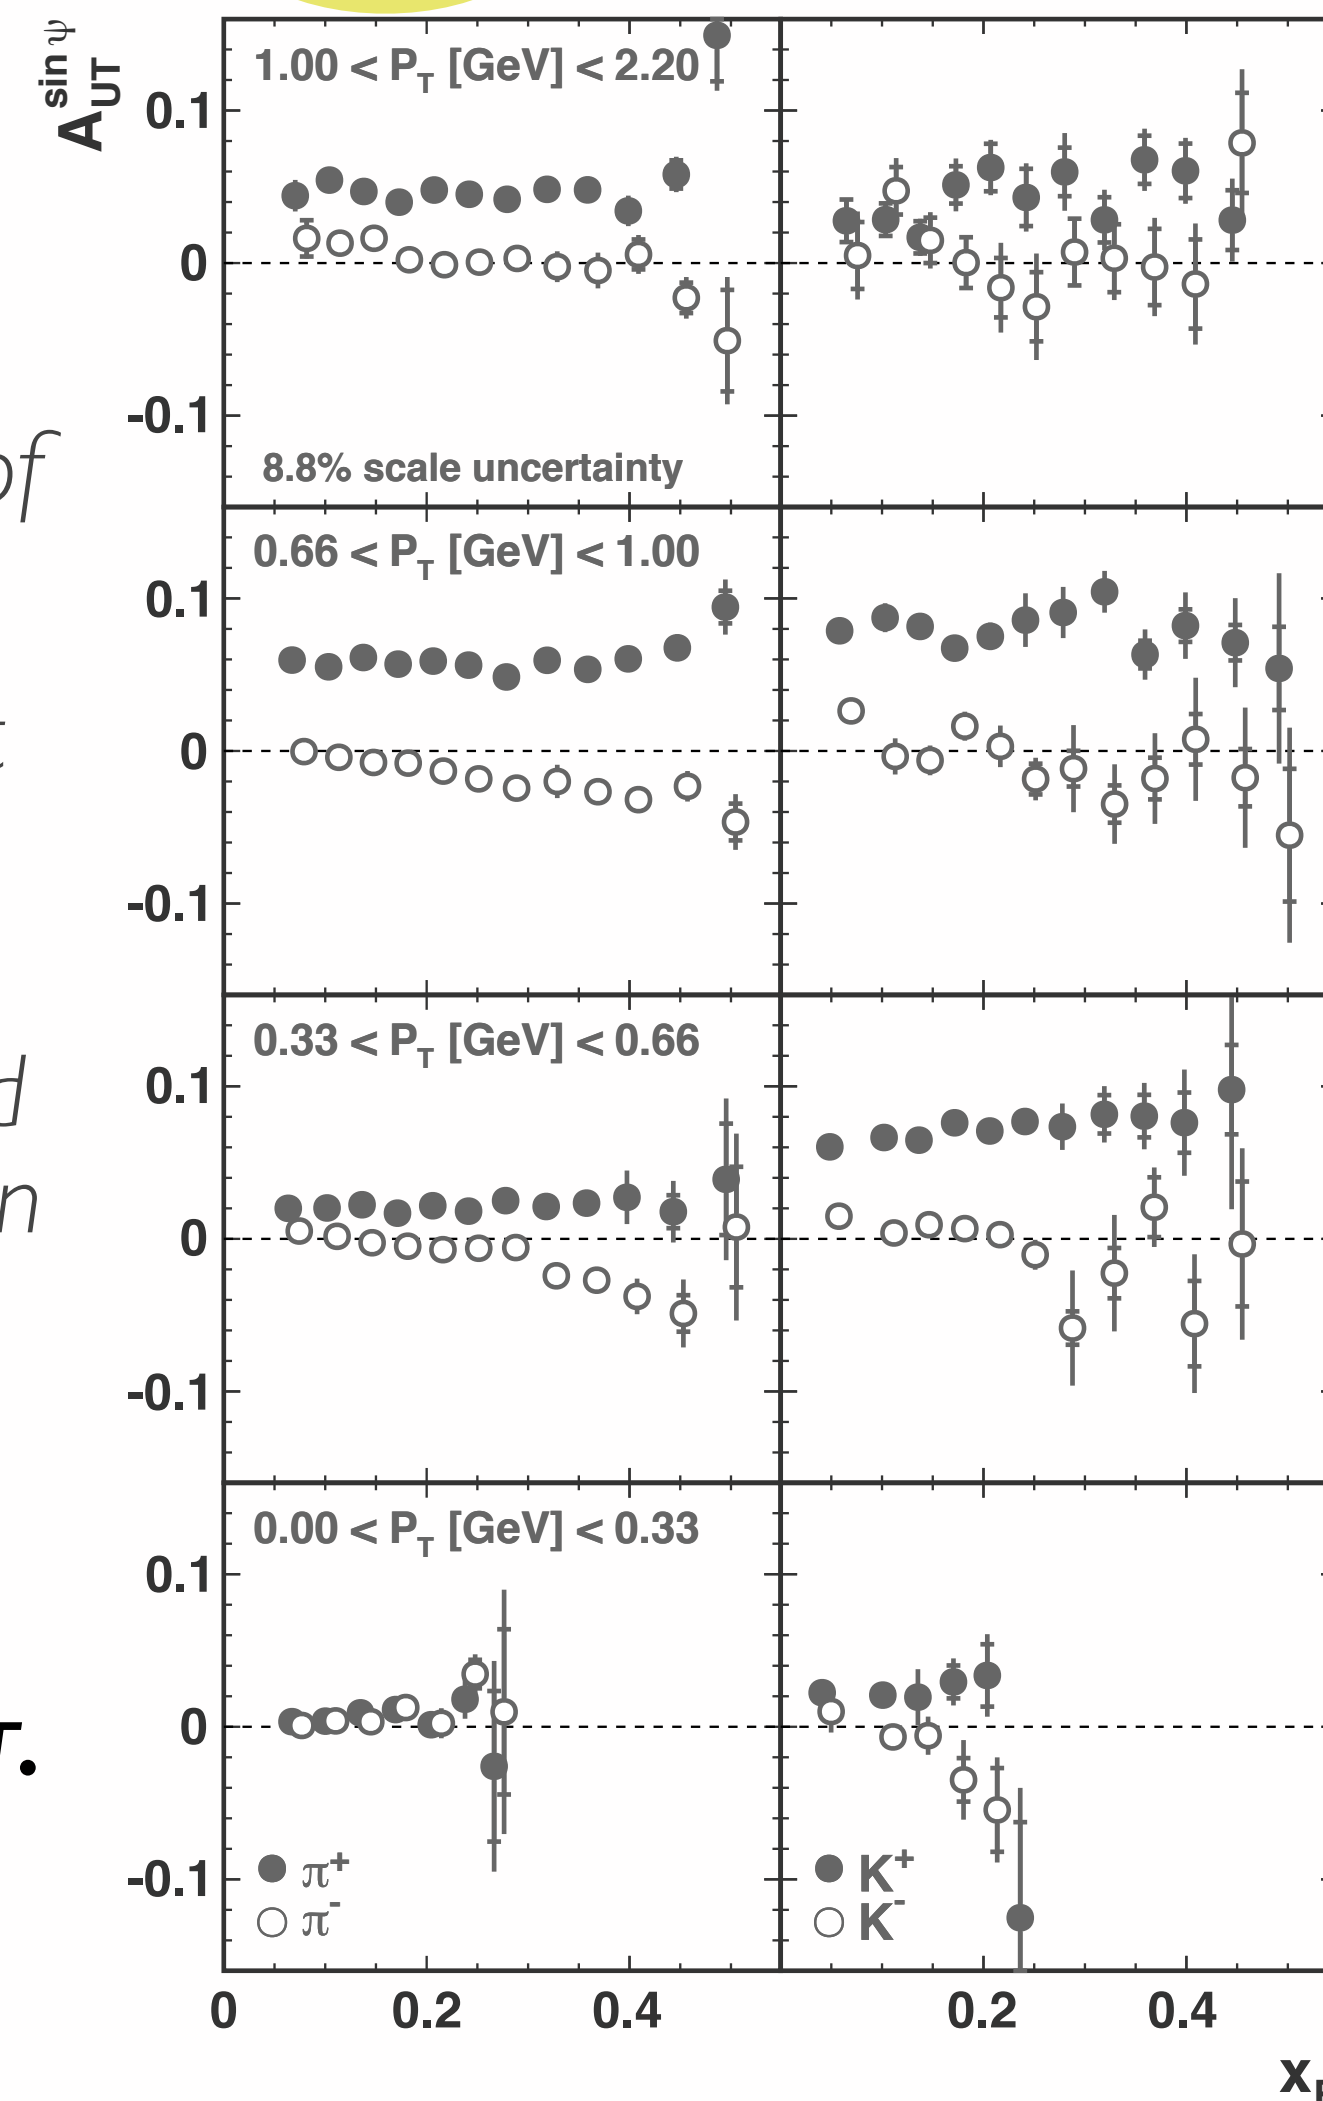 A_UT^sin ψ
1.00 < P_T [GeV] < 2.20
0.1
0
-0.1
8.8% scale uncertainty
of
0.66 < P_T [GeV] < 1.00
0.1
0
-0.1
0.33 < P_T [GeV] < 0.66
0.1
0
-0.1
d
n
0.00 < P_T [GeV] < 0.33
0.1
0
-0.1
π+
π-
K+
K-
0 0.2 0.4 0.2 0.4
x